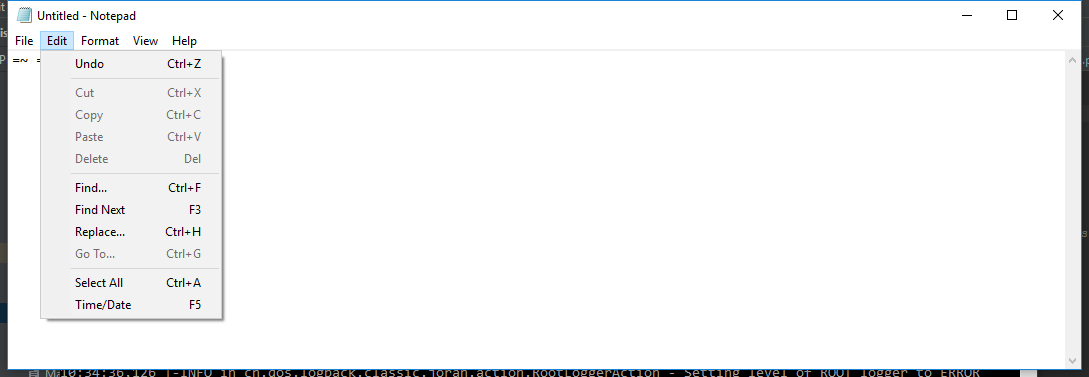 Untitled - Notepad
File Edit Format View Help
=~ =
Undo Ctrl+Z
Cut Ctrl+X
Copy Ctrl+C
Paste Ctrl+V
Delete Del
Find... Ctrl+F
Find Next F3
Replace... Ctrl+H
Go To... Ctrl+G
Select All Ctrl+A
Time/Date F5
10:34:36.126 |-INFO in ch.qos.logback.classic.joran.action.RootLoggerAction - Setting level of ROOT logger to ERROR